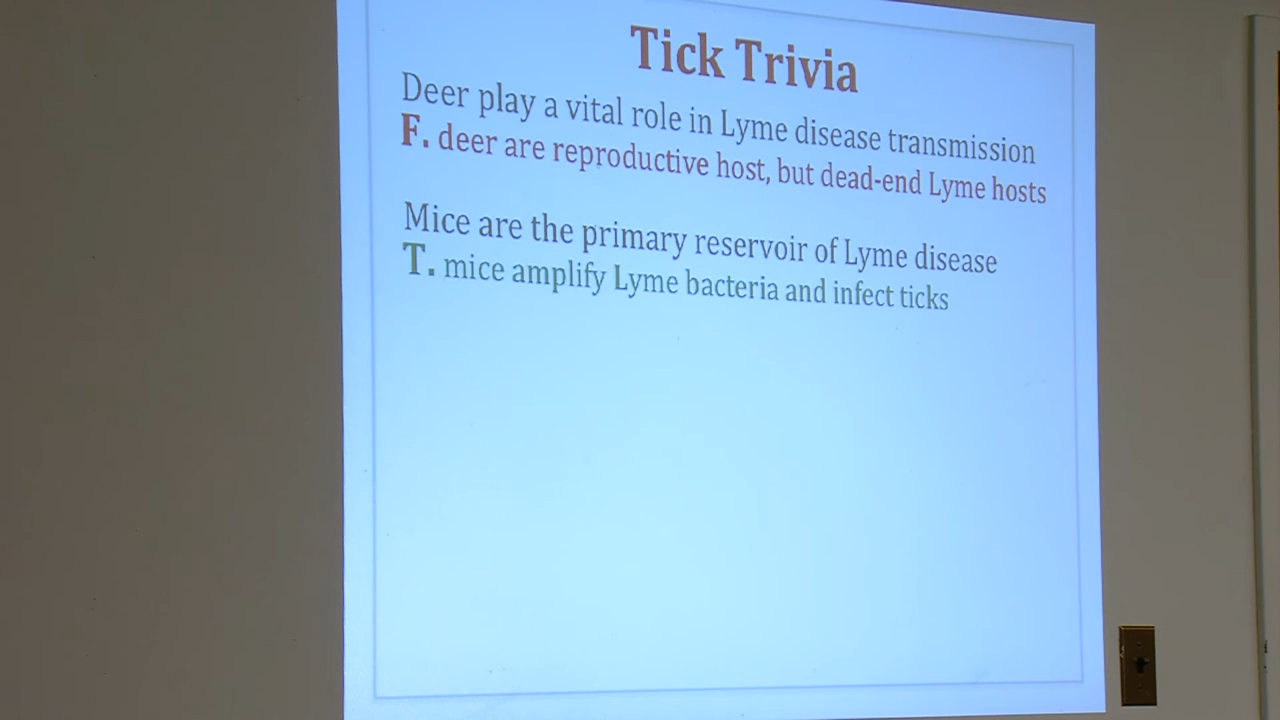 Tick Trivia
Deer play a vital role in Lyme disease transmission
F. deer are reproductive host, but dead-end Lyme hosts
Mice are the primary reservoir of Lyme disease
T. mice amplify Lyme bacteria and infect ticks